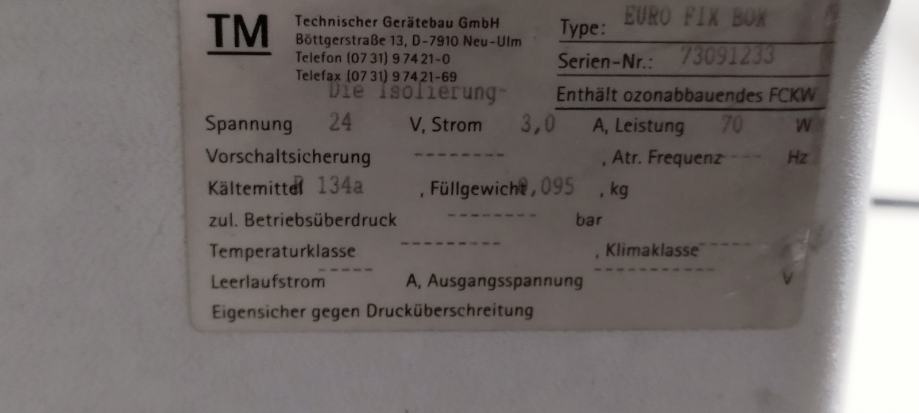 TM
Technischer Gerätebau GmbH
Böttgerstraße 13, D-7910 Neu-Ulm
Telefon (07 31) 9 74 21-0
Telefax (07 31) 9 74 21-69
Type: EURO FIX BOX
Serien-Nr.: 73091233
Die Isolierung-
Enthält ozonabbauendes FCKW
Spannung 24 V, Strom 3,0 A, Leistung 70 W
Vorschaltsicherung -------- , Atr. Frequenz ---- Hz
Kältemittel R 134a , Füllgewicht 0,095 , kg
zul. Betriebsüberdruck -------- bar
Temperaturklasse --------- , Klimaklasse ------
Leerlaufstrom ----- A, Ausgangsspannung ----------- V
Eigensicher gegen Drucküberschreitung